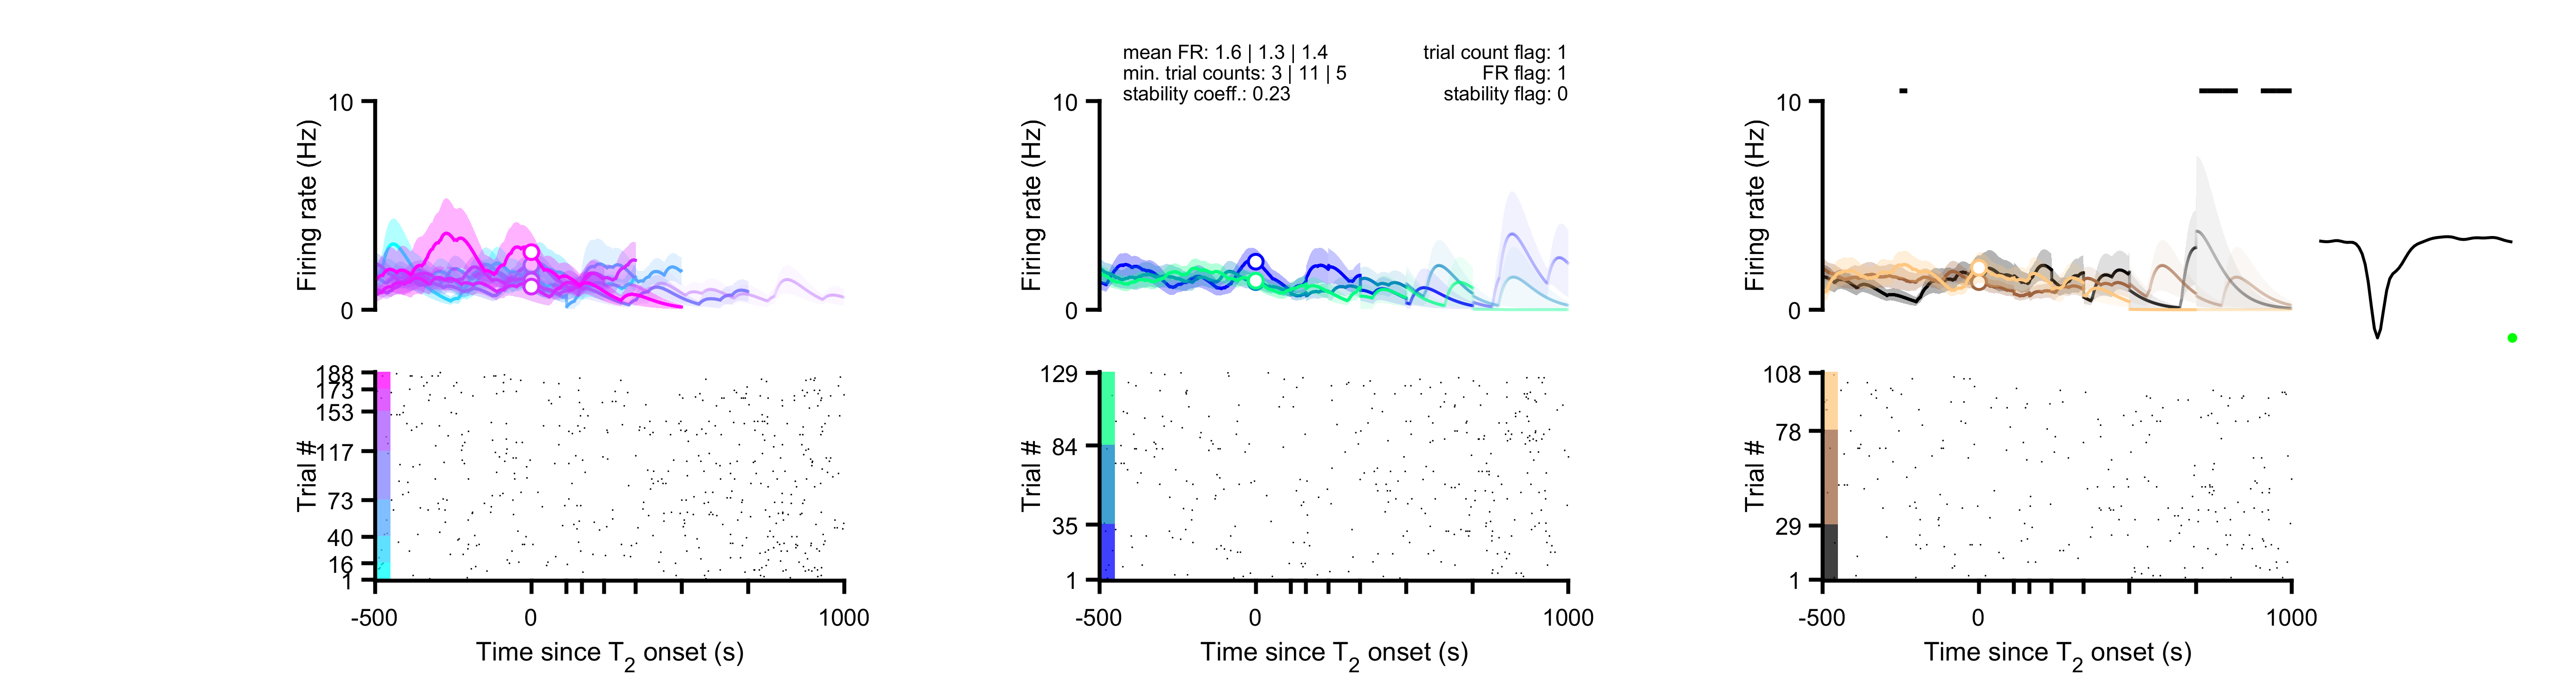 mean FR: 1.6 | 1.3 | 1.4
min. trial counts: 3 | 11 | 5
stability coeff.: 0.23
trial count flag: 1
FR flag: 1
stability flag: 0
10
0
Firing rate (Hz)
10
0
Firing rate (Hz)
10
0
Firing rate (Hz)
188
173
153
117
73
40
16
1
Trial #
-500
0
1000
Time since T2 onset (s)
129
84
35
1
Trial #
-500
0
1000
Time since T2 onset (s)
108
78
29
1
Trial #
-500
0
1000
Time since T2 onset (s)